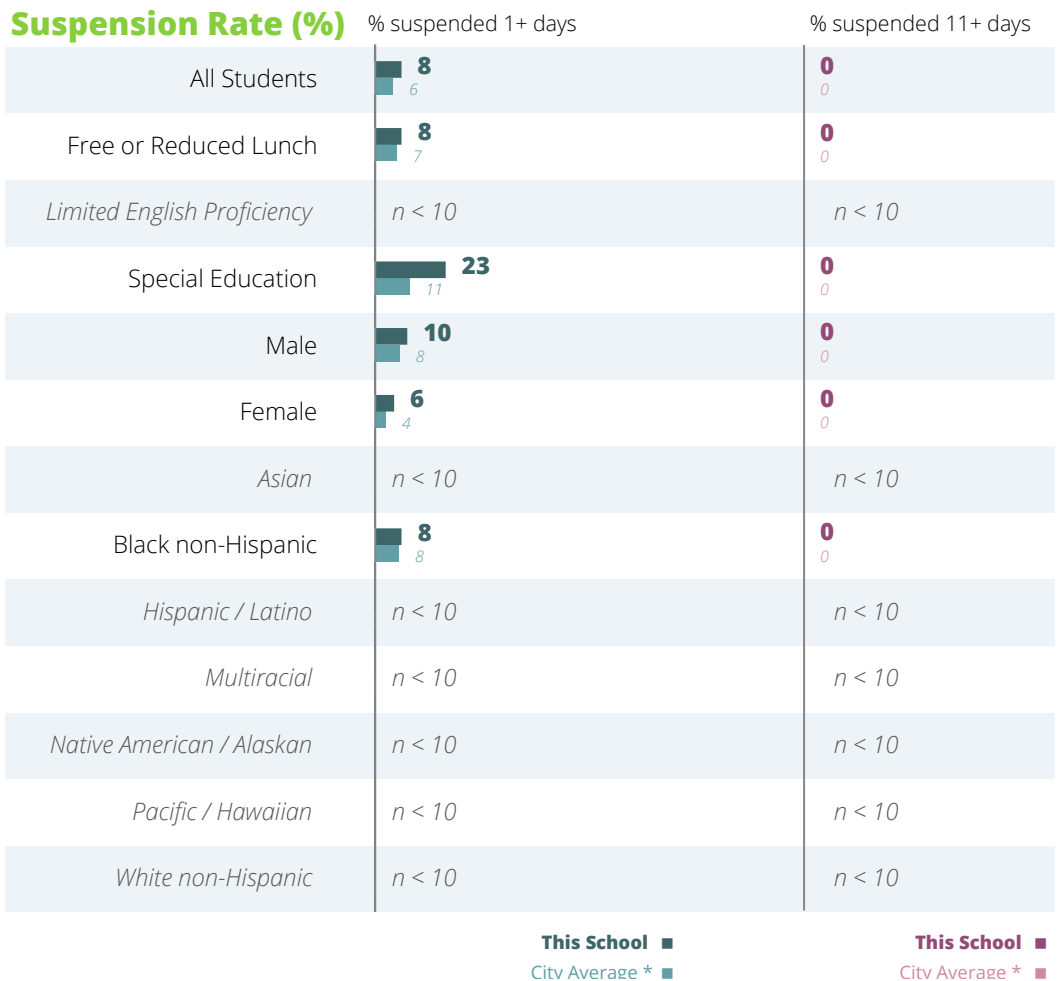 Suspension Rate (%) % suspended 1+ days % suspended 11+ days
All Students 8 0
6 0
Free or Reduced Lunch 8 0
7 0
Limited English Proficiency n < 10 n < 10
Special Education 23 0
11 0
Male 10 0
8 0
Female 6 0
4 0
Asian n < 10 n < 10
Black non-Hispanic 8 0
8 0
Hispanic / Latino n < 10 n < 10
Multiracial n < 10 n < 10
Native American / Alaskan n < 10 n < 10
Pacific / Hawaiian n < 10 n < 10
White non-Hispanic n < 10 n < 10
This School This School
City Average * City Average *